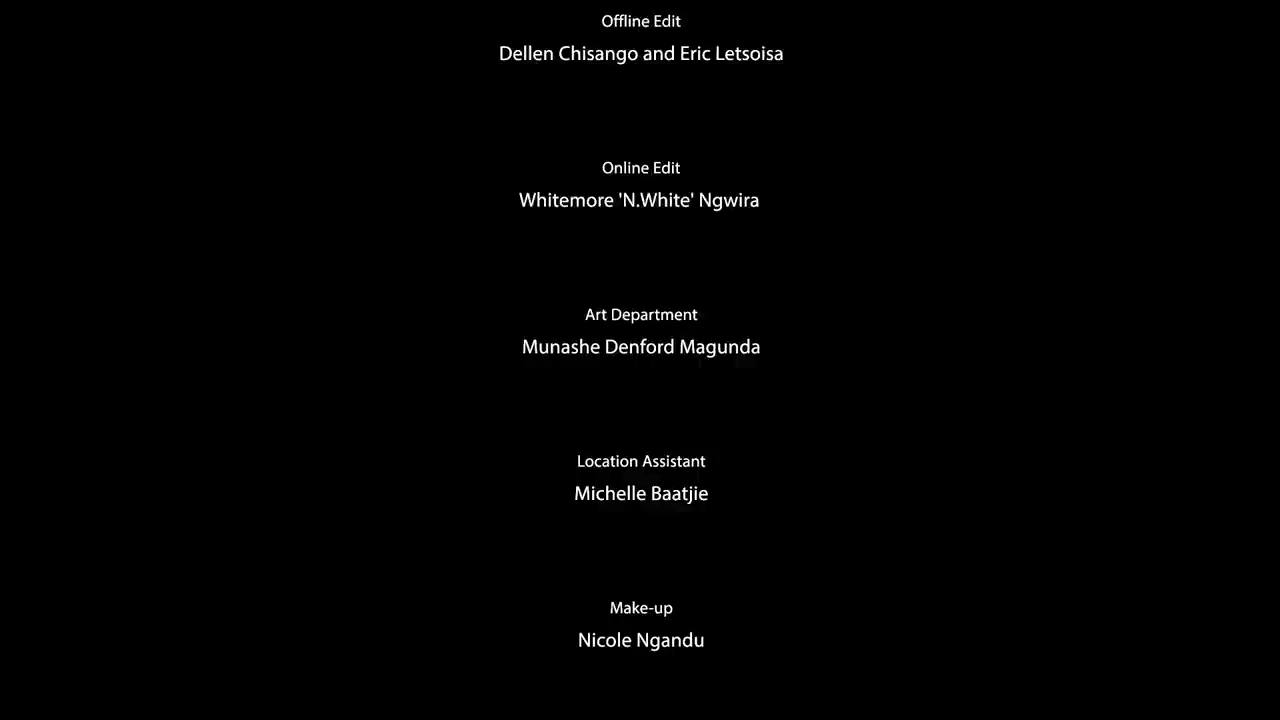 Offline Edit
Dellen Chisango and Eric Letsoisa
Online Edit
Whitemore 'N.White' Ngwira
Art Department
Munashe Denford Magunda
Location Assistant
Michelle Baatjie
Make-up
Nicole Ngandu